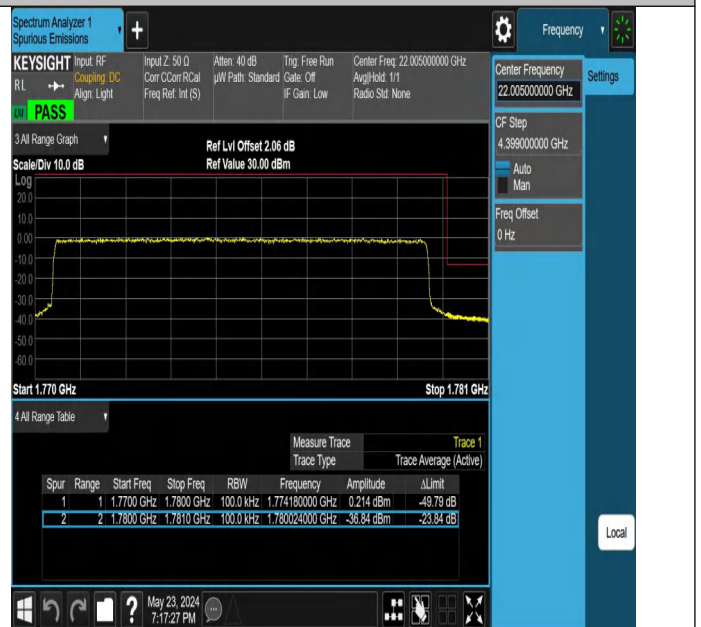 Spectrum Analyzer 1
Spurious Emissions
Frequency
KEYSIGHT
RL
Input: RF
Coupling: DC
Align: Light
Input Z: 50 Ω
Corr CCorr RCal
Freq Ref: Int (S)
Atten: 40 dB
µW Path: Standard
Trig: Free Run
Gate: Off
IF Gain: Low
Center Freq: 22.005000000 GHz
Avg|Hold: 1/1
Radio Std: None
PASS
Center Frequency
22.005000000 GHz
Settings
CF Step
4.399000000 GHz
Auto
Man
Freq Offset
0 Hz
3 All Range Graph
Ref Lvl Offset 2.06 dB
Scale/Div 10.0 dB
Ref Value 30.00 dBm
Log
20.0
10.0
0.00
-10.0
-20.0
-30.0
-40.0
-50.0
-60.0
Start 1.770 GHz
Stop 1.781 GHz
4 All Range Table
Measure Trace Trace 1
Trace Type Trace Average (Active)
Spur Range Start Freq Stop Freq RBW Frequency Amplitude ∆Limit
1 1 1.7700 GHz 1.7800 GHz 100.0 kHz 1.774180000 GHz 0.214 dBm -49.79 dB
2 2 1.7800 GHz 1.7810 GHz 100.0 kHz 1.780024000 GHz -36.84 dBm -23.84 dB
Local
May 23, 2024
7:17:27 PM